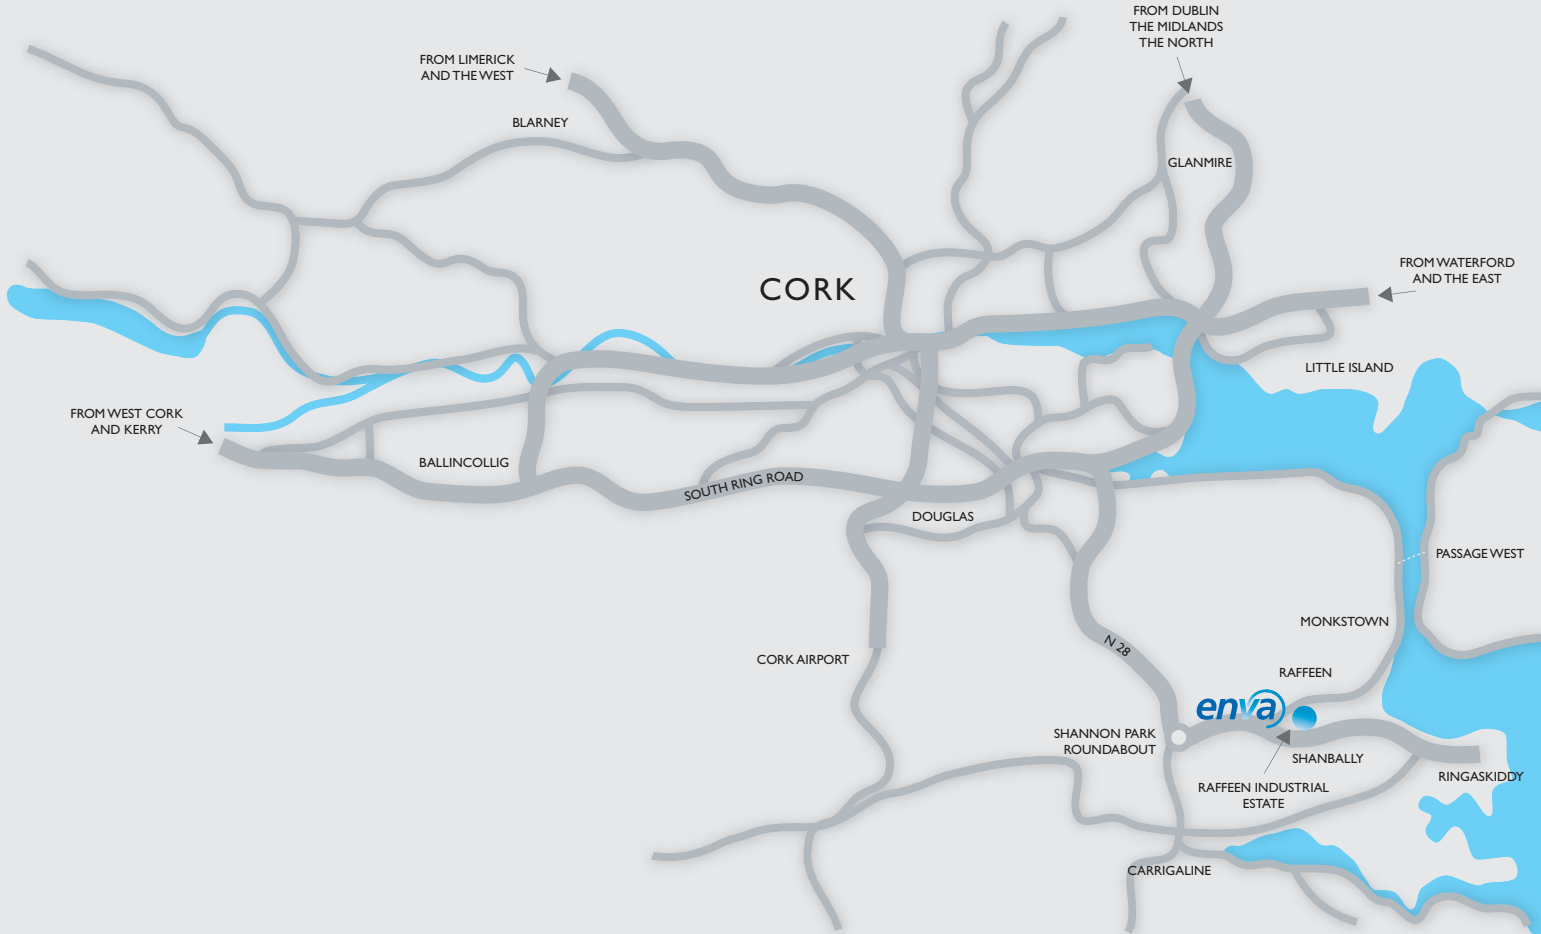 FROM DUBLIN
THE MIDLANDS
THE NORTH
FROM LIMERICK
AND THE WEST
BLARNEY
GLANMIRE
FROM WATERFORD
AND THE EAST
CORK
LITTLE ISLAND
FROM WEST CORK
AND KERRY
BALLINCOLLIG
SOUTH RING ROAD
DOUGLAS
PASSAGE WEST
MONKSTOWN
N 28
CORK AIRPORT
RAFFEEN
enva
SHANNON PARK
ROUNDABOUT
SHANBALLY
RINGASKIDDY
RAFFEEN INDUSTRIAL
ESTATE
CARRIGALINE